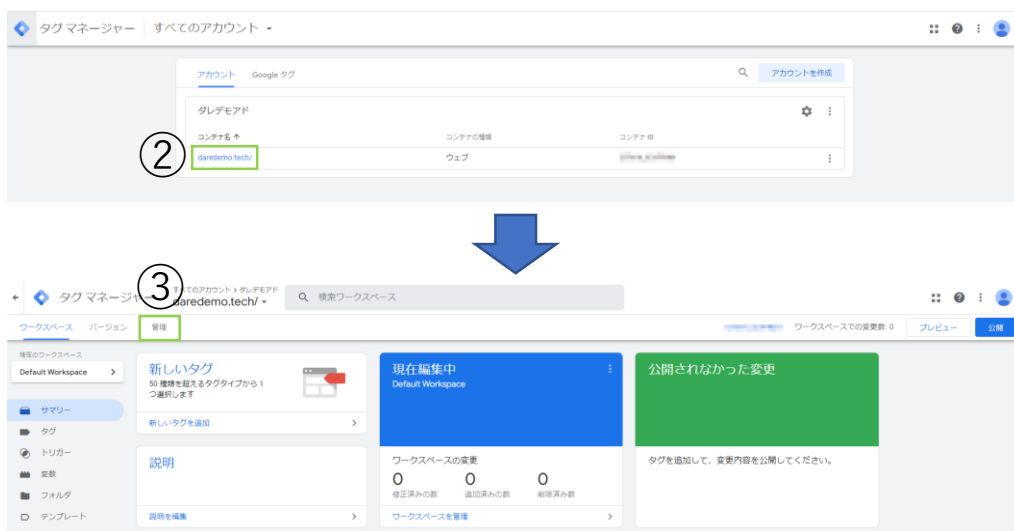 タグ マネージャー すべてのアカウント
アカウント Google タグ アカウントを作成
ダレデモアド
コンテナ名 コンテナの種類 コンテナ ID
② daredemo.tech/ ウェブ
③
タグ マネージャー すべてのアカウント > ダレデモアド
daredemo.tech/ 検索ワークスペース
ワークスペース バージョン 管理 ワークスペースでの変更数: 0 プレビュー 公開
現在のワークスペース
Default Workspace
サマリー
タグ
トリガー
変数
フォルダ
テンプレート
新しいタグ
50 種類を超えるタグタイプから 1
つ選択します
新しいタグを追加
説明
説明を編集
現在編集中
Default Workspace
ワークスペースの変更
0 0 0
修正済みの数 追加済みの数 削除済み数
ワークスペースを管理
公開されなかった変更
タグを追加して、変更内容を公開してください。